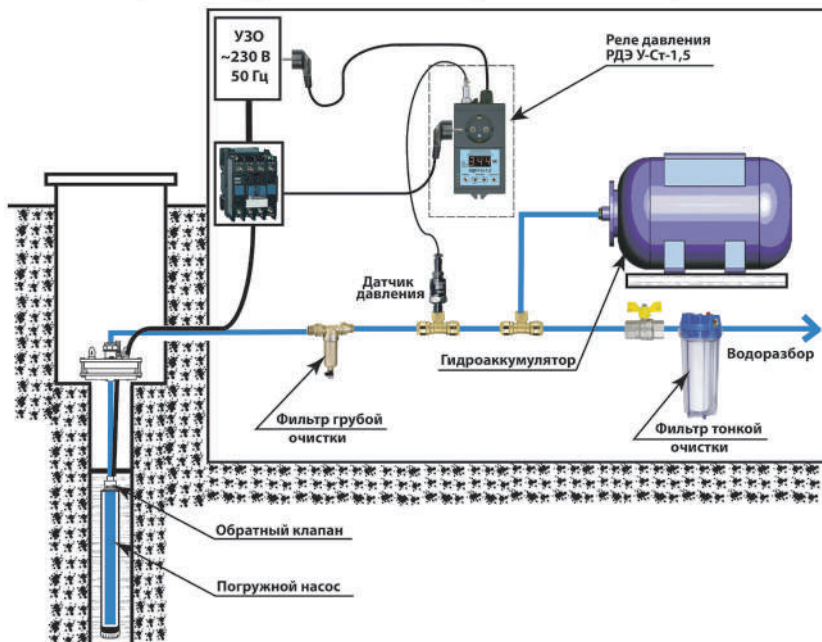 УЗО
~230 В
50 Гц
Реле давления
РДЭ У-Ст-1,5
344
Датчик
давления
Гидроаккумулятор
Водоразбор
Фильтр грубой
очистки
Фильтр тонкой
очистки
Обратный клапан
Погружной насос